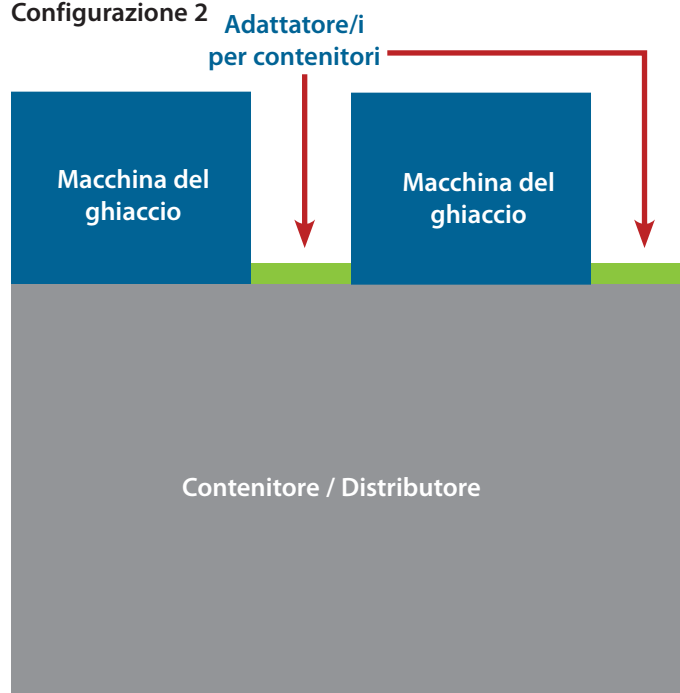 Configurazione 2
Adattatore/i
per contenitori
Macchina del
ghiaccio
Macchina del
ghiaccio
Contenitore / Distributore